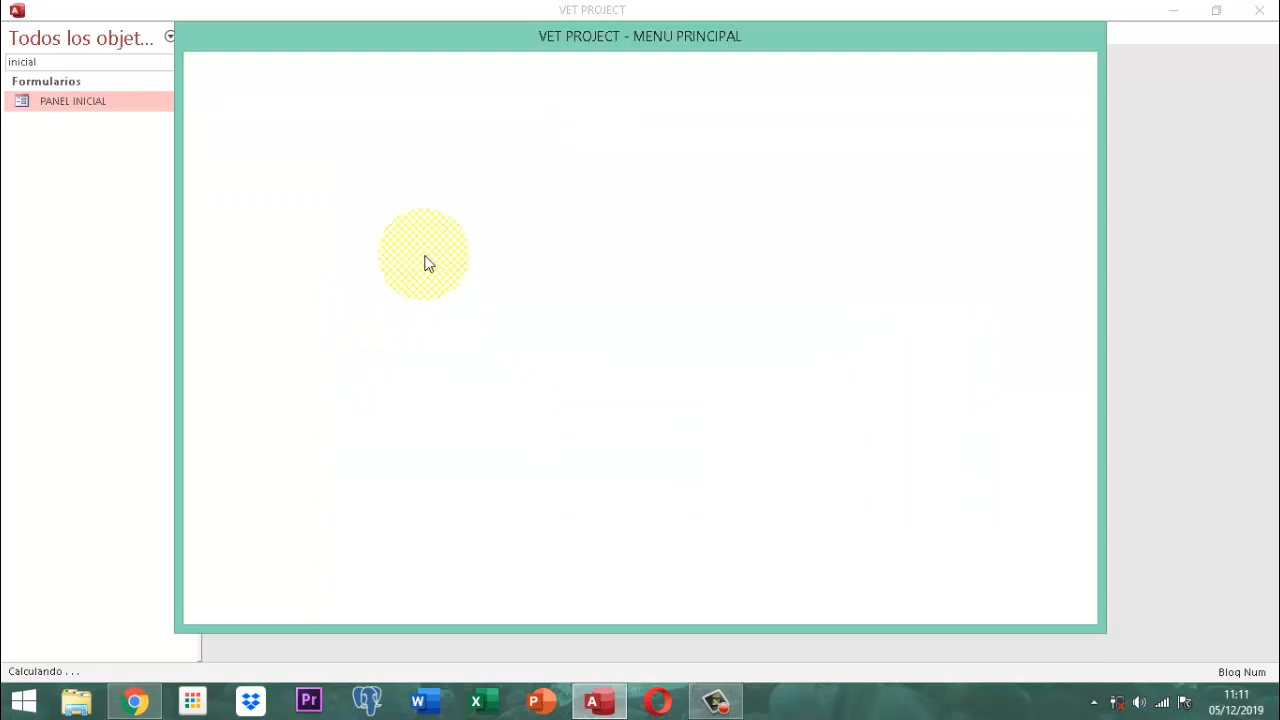 VET PROJECT
Todos los objet...
VET PROJECT - MENU PRINCIPAL
inicial
Formularios
PANEL INICIAL
Calculando . . .
Bloq Num
Pr
W
X
P
A
11:11
05/12/2019